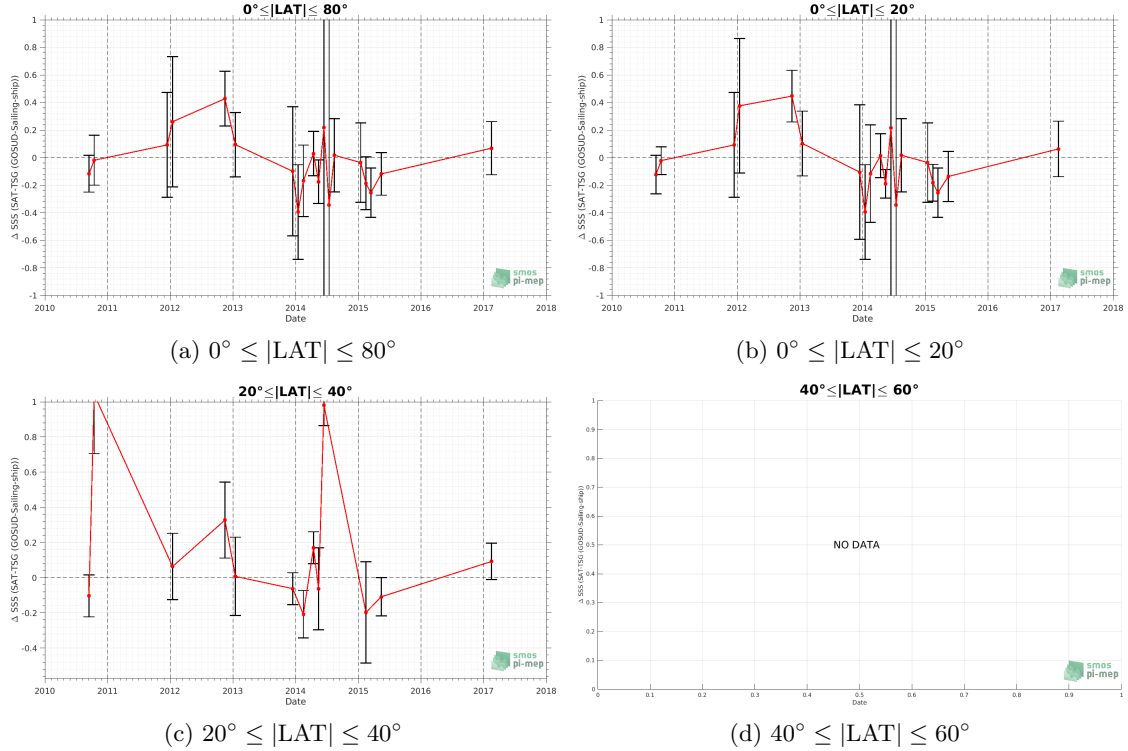 0°≤|LAT|≤ 80°
Δ SSS (SAT-TSG (GOSUD-Sailing-ship))
1
0.8
0.6
0.4
0.2
0
-0.2
-0.4
-0.6
-0.8
-1
2010 2011 2012 2013 2014 2015 2016 2017 2018
Date
smos
pi-mep
(a) 0° ≤ |LAT| ≤ 80°
0°≤|LAT|≤ 20°
Δ SSS (SAT-TSG (GOSUD-Sailing-ship))
1
0.8
0.6
0.4
0.2
0
-0.2
-0.4
-0.6
-0.8
-1
2010 2011 2012 2013 2014 2015 2016 2017 2018
Date
smos
pi-mep
(b) 0° ≤ |LAT| ≤ 20°
20°≤|LAT|≤ 40°
Δ SSS (SAT-TSG (GOSUD-Sailing-ship))
1
0.8
0.6
0.4
0.2
0
-0.2
-0.4
2010 2011 2012 2013 2014 2015 2016 2017 2018
Date
smos
pi-mep
(c) 20° ≤ |LAT| ≤ 40°
40°≤|LAT|≤ 60°
Δ SSS (SAT-TSG (GOSUD-Sailing-ship))
1
0.9
0.8
0.7
0.6
0.5
0.4
0.3
0.2
0.1
0
NO DATA
0 0.1 0.2 0.3 0.4 0.5 0.6 0.7 0.8 0.9 1
Date
smos
pi-mep
(d) 40° ≤ |LAT| ≤ 60°